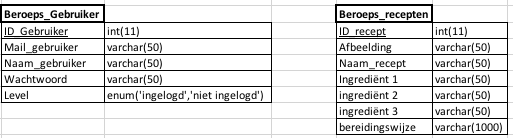 Beroeps_Gebruiker
ID_Gebruiker int(11)
Mail_gebruiker varchar(50)
Naam_gebruiker varchar(50)
Wachtwoord varchar(50)
Level enum('ingelogd','niet ingelogd')
Beroeps_recepten
ID_recept int(11)
Afbeelding varchar(50)
Naam_recept varchar(50)
Ingrediënt 1 varchar(50)
ingrediënt 2 varchar(50)
ingrediënt 3 varchar(50)
bereidingswijze varchar(1000)